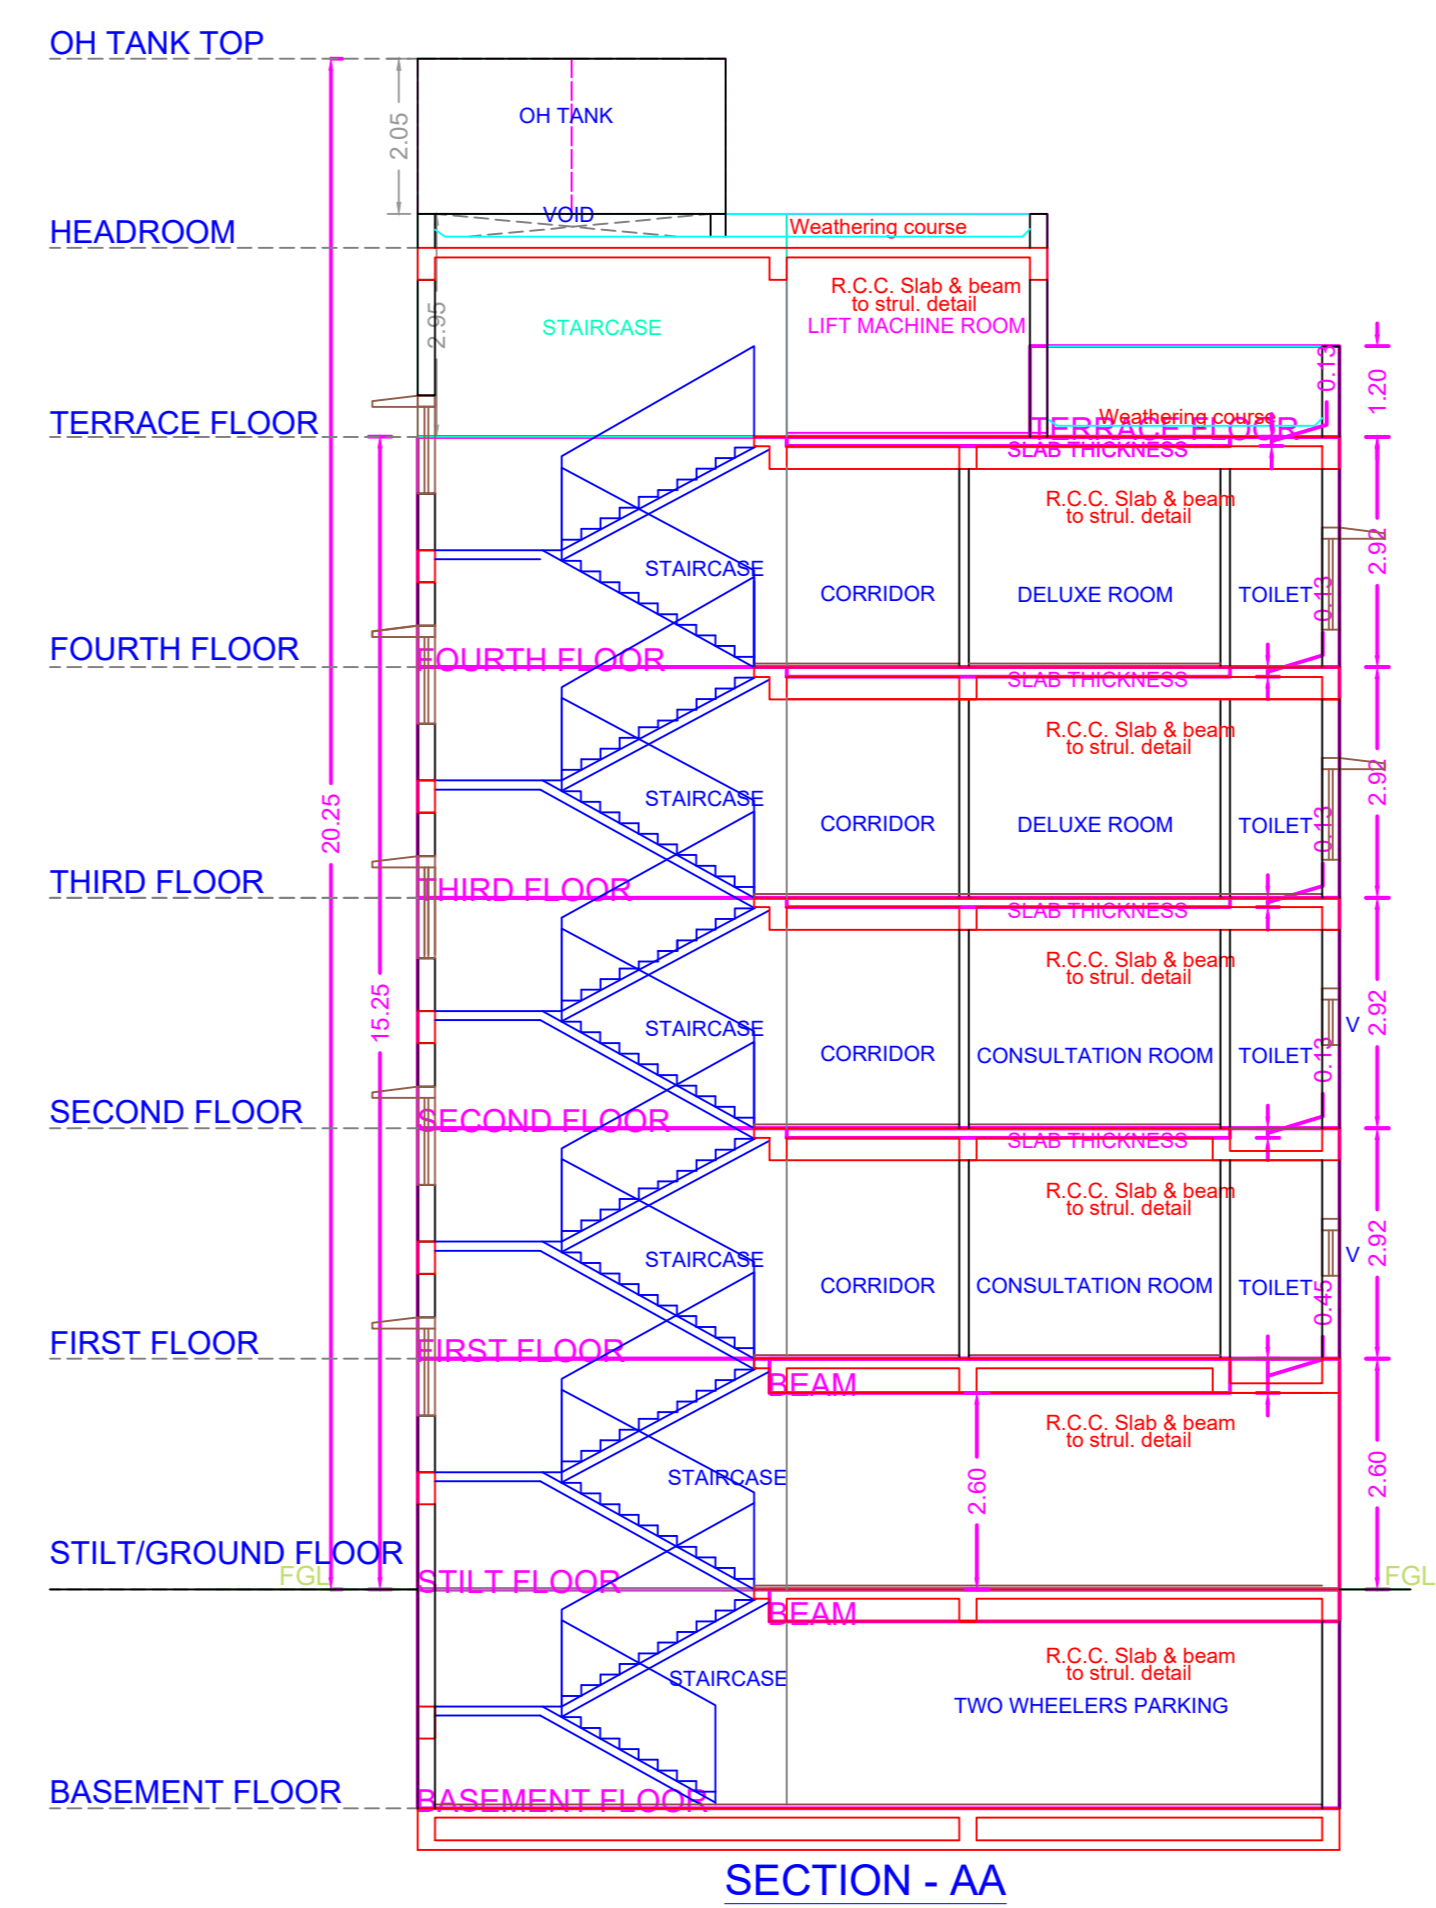 OH TANK TOP
OH TANK
2.05
VOID
HEADROOM
Weathering course
R.C.C. Slab & beam
to strul. detail
LIFT MACHINE ROOM
STAIRCASE
2.95
0.13
1.20
TERRACE FLOOR
Weathering course
TERRACE FLOOR
SLAB THICKNESS
R.C.C. Slab & beam
to strul. detail
2.92
STAIRCASE
CORRIDOR
DELUXE ROOM
TOILET
0.13
FOURTH FLOOR
FOURTH FLOOR
SLAB THICKNESS
R.C.C. Slab & beam
to strul. detail
2.92
STAIRCASE
CORRIDOR
DELUXE ROOM
TOILET
0.13
20.25
THIRD FLOOR
THIRD FLOOR
SLAB THICKNESS
R.C.C. Slab & beam
to strul. detail
15.25
STAIRCASE
CORRIDOR
CONSULTATION ROOM
TOILET
V
2.92
0.13
SECOND FLOOR
SECOND FLOOR
SLAB THICKNESS
R.C.C. Slab & beam
to strul. detail
STAIRCASE
CORRIDOR
CONSULTATION ROOM
TOILET
V
2.92
0.45
FIRST FLOOR
FIRST FLOOR
BEAM
R.C.C. Slab & beam
to strul. detail
STAIRCASE
2.60
2.60
STILT/GROUND FLOOR
FGL
STILT FLOOR
FGL
BEAM
R.C.C. Slab & beam
to strul. detail
STAIRCASE
TWO WHEELERS PARKING
BASEMENT FLOOR
BASEMENT FLOOR
SECTION - AA